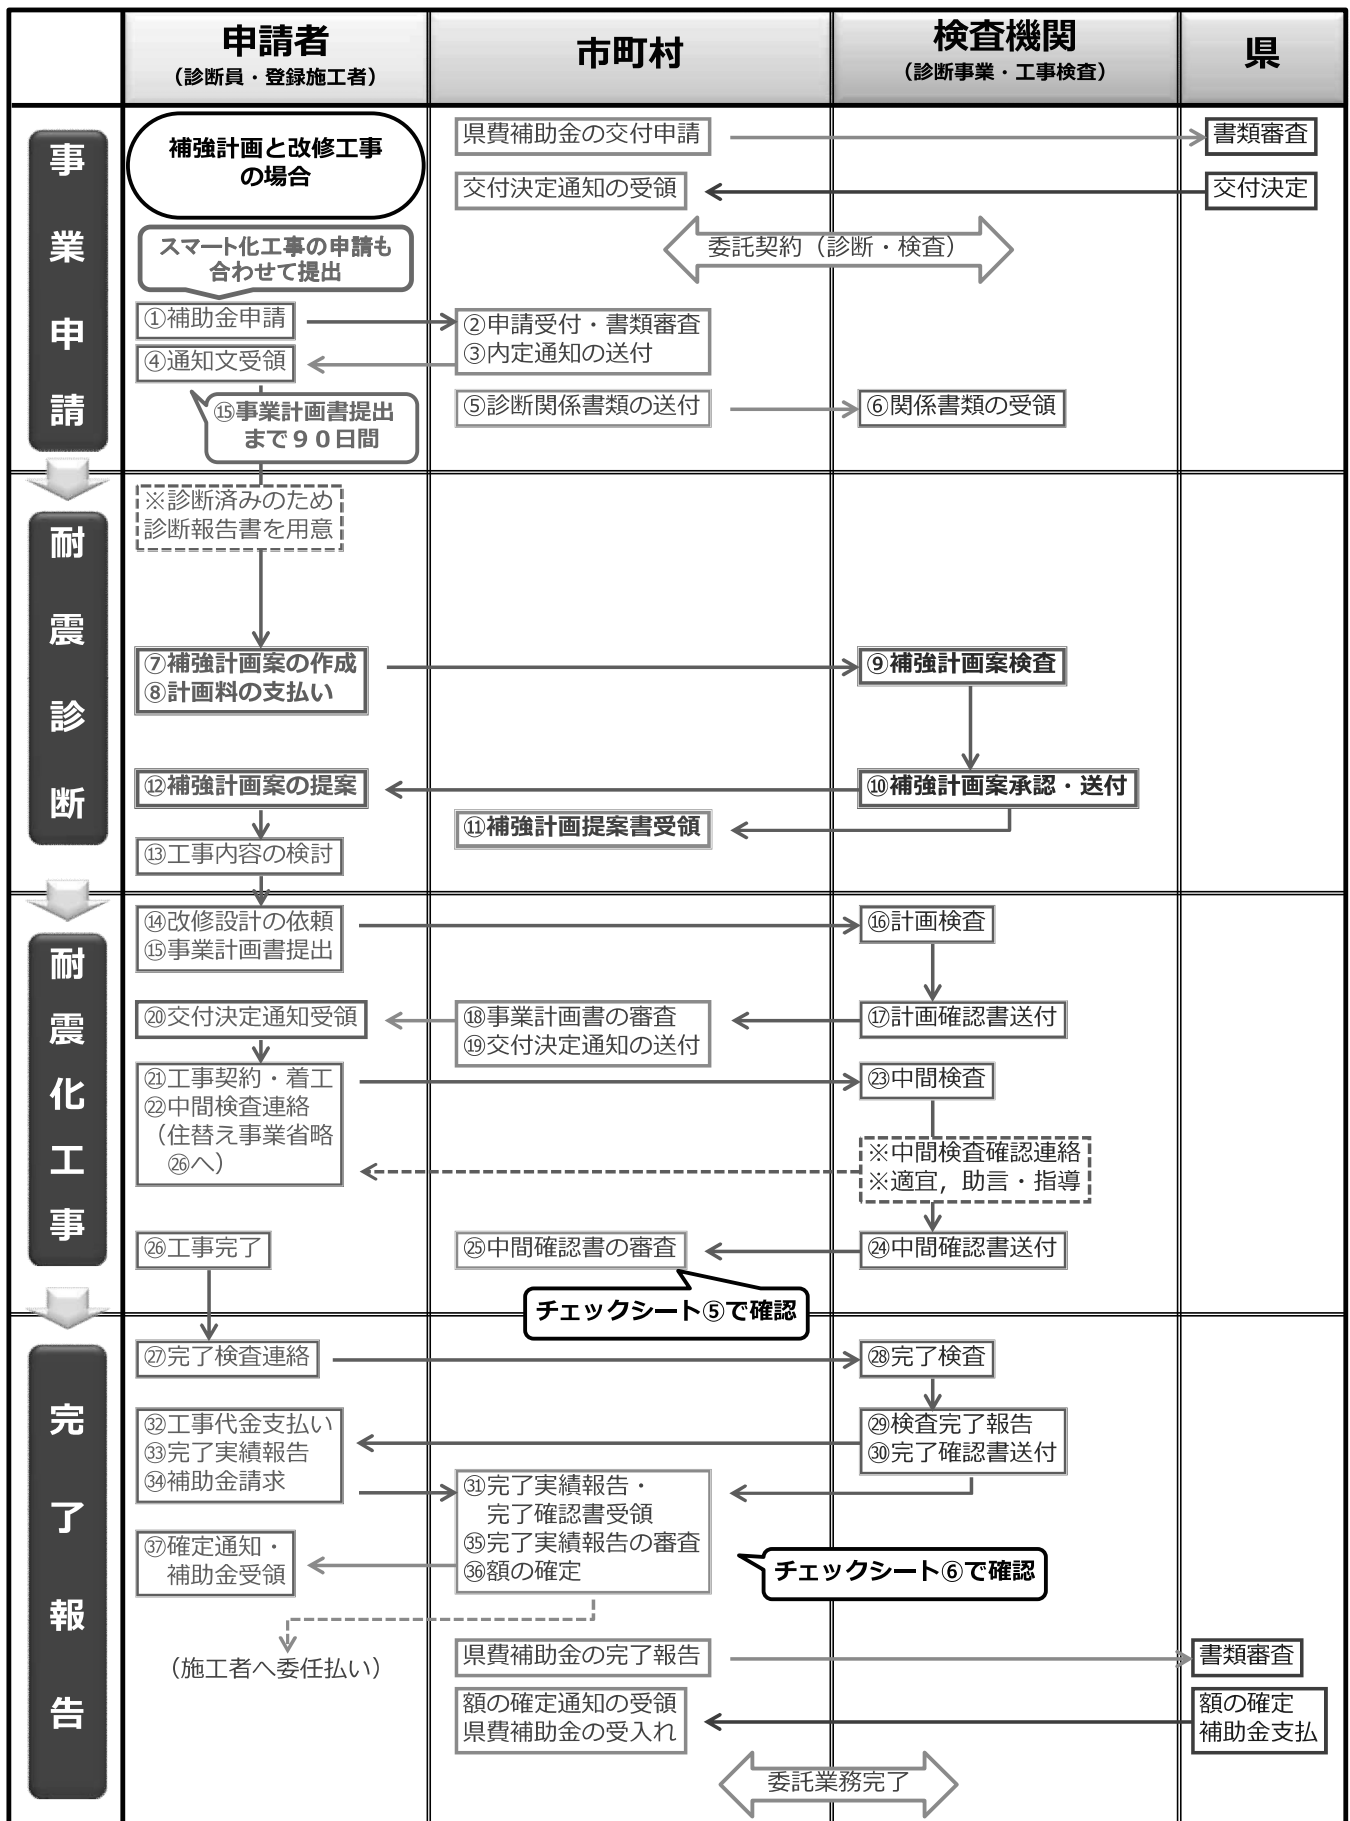 申請者
（診断員・登録施工者）
市町村
検査機関
（診断事業・工事検査）
県
事業申請
補強計画と改修工事
の場合
県費補助金の交付申請
書類審査
交付決定通知の受領
交付決定
委託契約（診断・検査）
スマート化工事の申請も
合わせて提出
①補助金申請
②申請受付・書類審査
③内定通知の送付
④通知文受領
⑤診断関係書類の送付
⑥関係書類の受領
⑮事業計画書提出
まで９０日間
耐震診断
※診断済みのため
診断報告書を用意
⑦補強計画案の作成
⑧計画料の支払い
⑨補強計画案検査
⑫補強計画案の提案
⑩補強計画案承認・送付
⑪補強計画提案書受領
⑬工事内容の検討
耐震化工事
⑭改修設計の依頼
⑮事業計画書提出
⑯計画検査
⑳交付決定通知受領
⑱事業計画書の審査
⑲交付決定通知の送付
⑰計画確認書送付
㉑工事契約・着工
㉒中間検査連絡
（住替え事業省略
㉖へ）
㉓中間検査
※中間検査確認連絡
※適宜，助言・指導
㉖工事完了
㉕中間確認書の審査
㉔中間確認書送付
チェックシート⑤で確認
完了報告
㉗完了検査連絡
㉘完了検査
㉜工事代金支払い
㉝完了実績報告
㉞補助金請求
㉙検査完了報告
㉚完了確認書送付
㉛完了実績報告・
完了確認書受領
㉟完了実績報告の審査
㊱額の確定
㊲確定通知・
補助金受領
チェックシート⑥で確認
（施工者へ委任払い）
県費補助金の完了報告
書類審査
額の確定通知の受領
県費補助金の受入れ
額の確定
補助金支払
委託業務完了